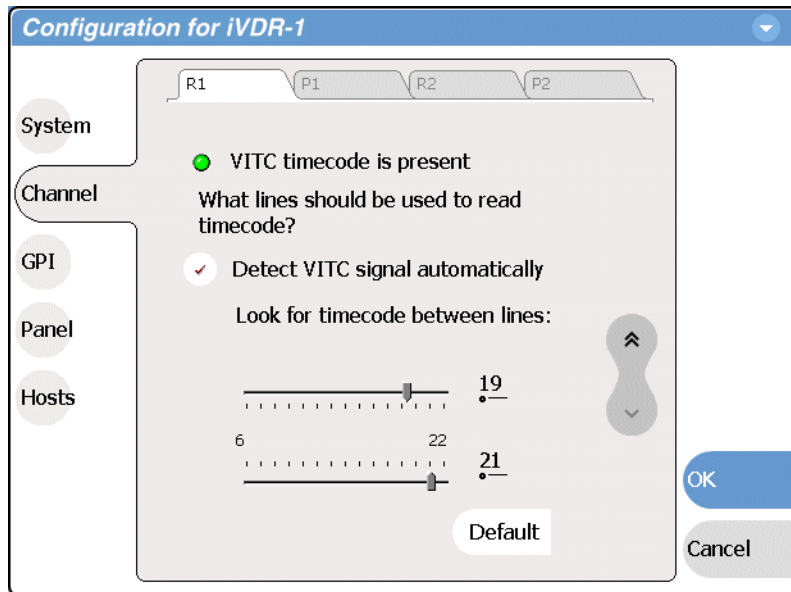 Configuration for iVDR-1
R1 P1 R2 P2
System
VITC timecode is present
Channel
What lines should be used to read
timecode?
GPI
Detect VITC signal automatically
Look for timecode between lines:
Panel
Hosts
19
6 22
21
OK
Default
Cancel